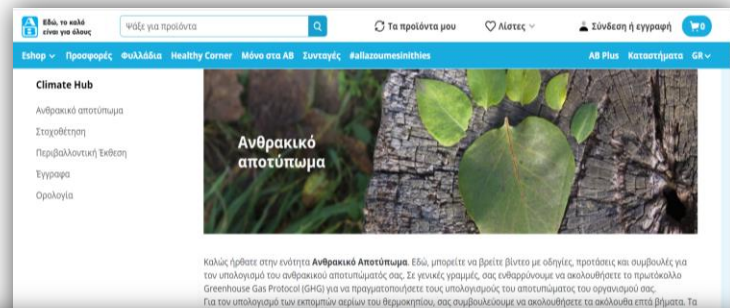 ΑΒ
Εδώ, το καλό
είναι για όλους
Ψάξε για προϊόντα
Τα προϊόντα μου
Λίστες
Σύνδεση ή εγγραφή
0
Eshop
Προσφορές
Φυλλάδια
Healthy Corner
Μόνο στα ΑΒ
Συνταγές
#allazoumesinithies
AB Plus
Καταστήματα
GR
Climate Hub
Ανθρακικό αποτύπωμα
Στοχοθέτηση
Περιβαλλοντική Έκθεση
Έγγραφα
Ορολογία
Ανθρακικό
αποτύπωμα
Καλώς ήρθατε στην ενότητα Ανθρακικό Αποτύπωμα. Εδώ, μπορείτε να βρείτε βίντεο με οδηγίες, προτάσεις και συμβουλές για
τον υπολογισμό του ανθρακικού αποτυπώματός σας. Σε γενικές γραμμές, σας ενθαρρύνουμε να ακολουθήσετε το πρωτόκολλο
Greenhouse Gas Protocol (GHG) για να πραγματοποιήσετε τους υπολογισμούς του αποτυπώματος του οργανισμού σας.
Για τον υπολογισμό των εκπομπών αερίων του θερμοκηπίου, σας συμβουλεύουμε να ακολουθήσετε τα ακόλουθα επτά βήματα. Τα